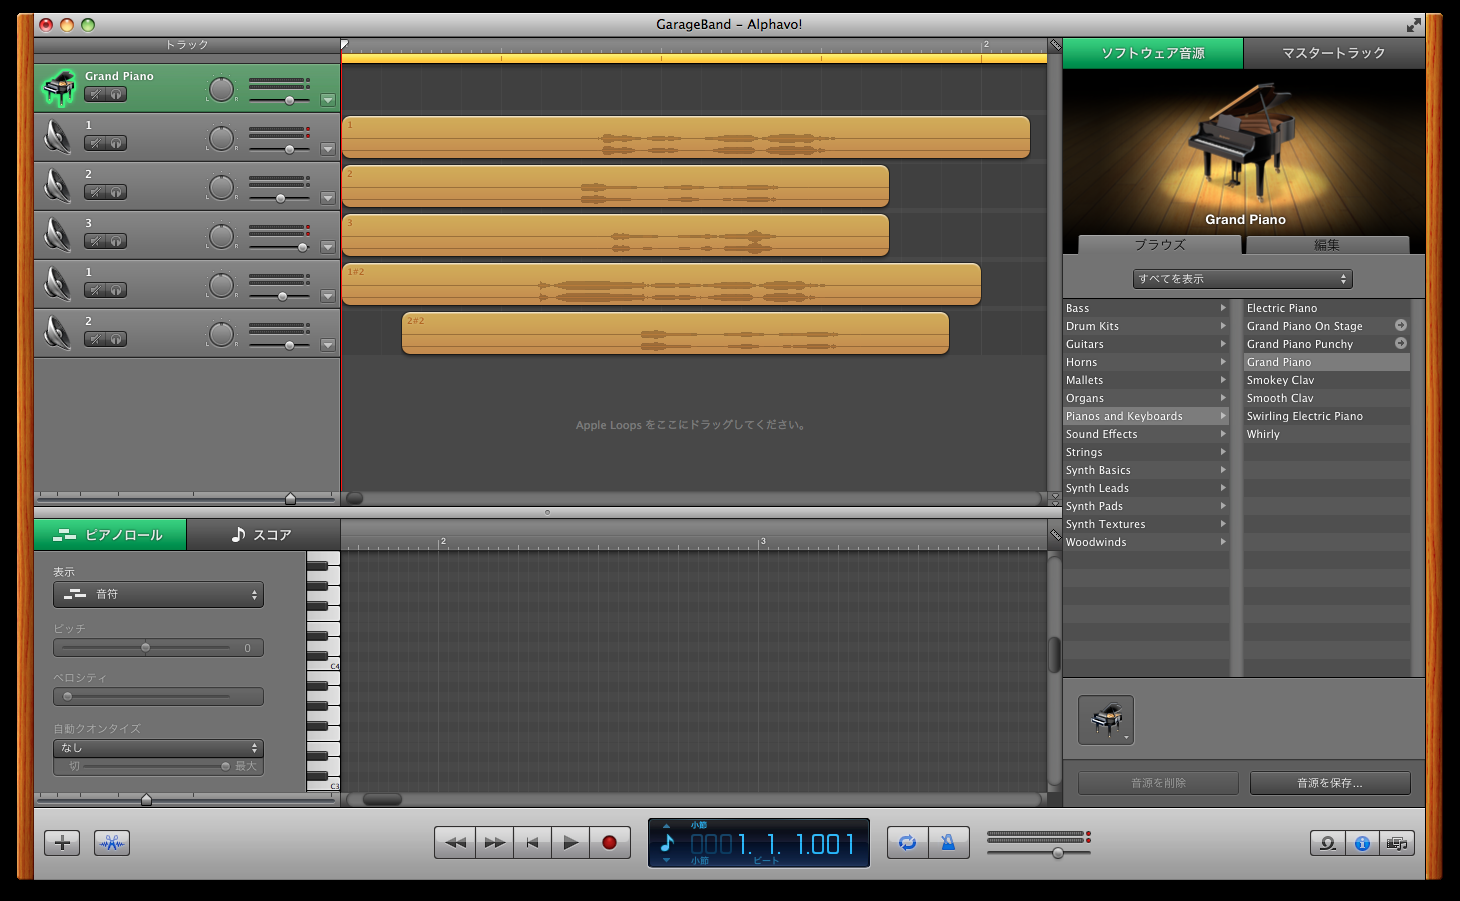 GarageBand – Alphavo!
トラック
2
ソフトウェア音源
マスタートラック
Grand Piano
L R
1
L R
1
2
L R
2
3
L R
3
1
L R
1#2
2
L R
2#2
Apple Loops をここにドラッグしてください。
Grand Piano
ブラウズ
編集
すべてを表示
Bass
Drum Kits
Guitars
Horns
Mallets
Organs
Pianos and Keyboards
Sound Effects
Strings
Synth Basics
Synth Leads
Synth Pads
Synth Textures
Woodwinds
Electric Piano
Grand Piano On Stage
Grand Piano Punchy
Grand Piano
Smokey Clav
Smooth Clav
Swirling Electric Piano
Whirly
ピアノロール
スコア
2
3
表示
音符
ピッチ
0
ベロシティ
自動クオンタイズ
なし
切
最大
C4
C3
音源を削除
音源を保存...
小節
0001. 1. 1.001
小節
ビート